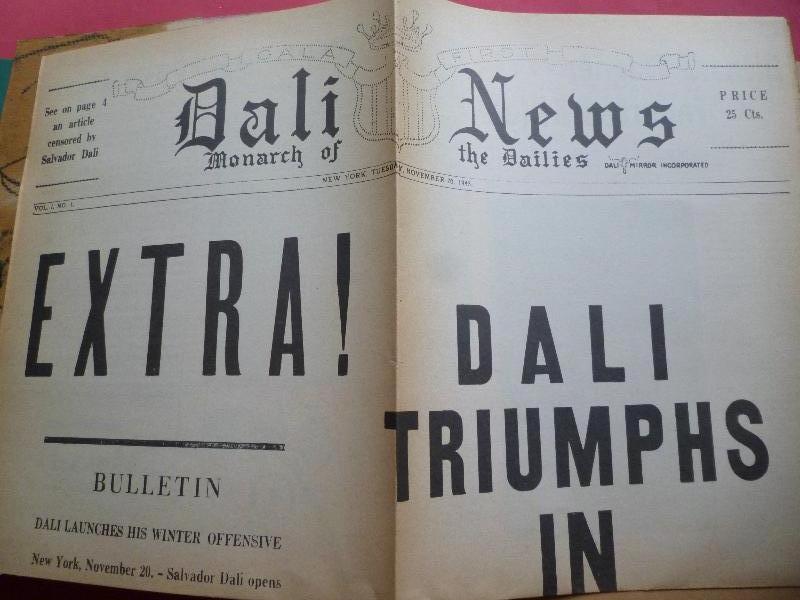 GALA FIRST
See on page 4
an article
censored by
Salvador Dali
Dali News
PRICE
25 Cts.
Monarch of the Dailies
DALI MIRROR INCORPORATED
VOL. 1, NO. 1.
NEW YORK, TUESDAY, NOVEMBER 20, 1945.
EXTRA!
BULLETIN
DALI LAUNCHES HIS WINTER OFFENSIVE
New York, November 20. - Salvador Dali opens
DALI
TRIUMPHS
IN